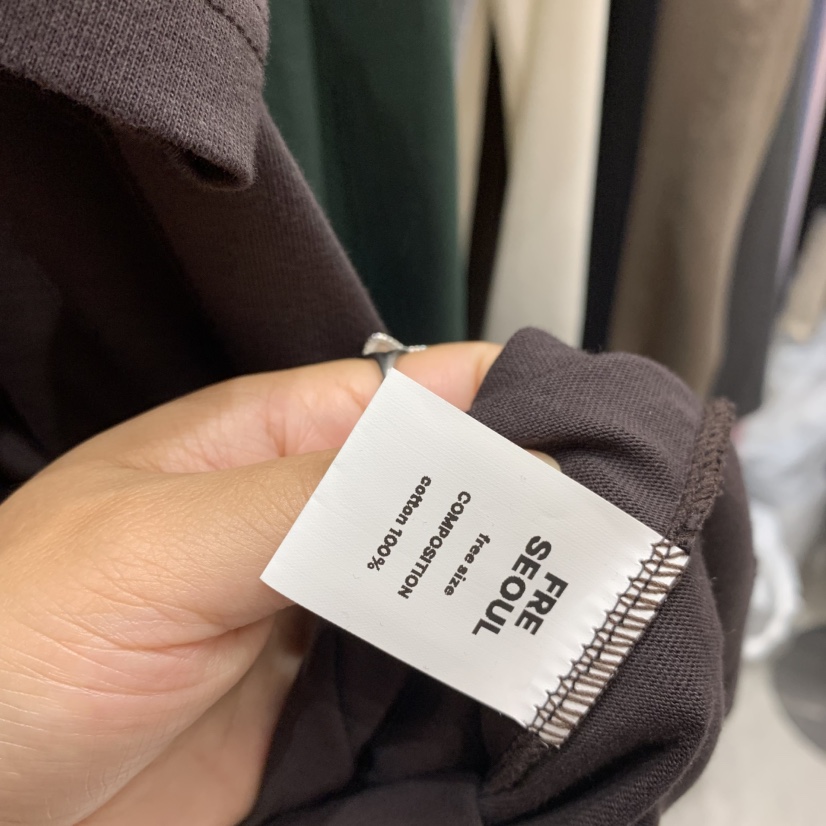 FRE
SEOUL
free size
COMPOSITION
cotton 100%